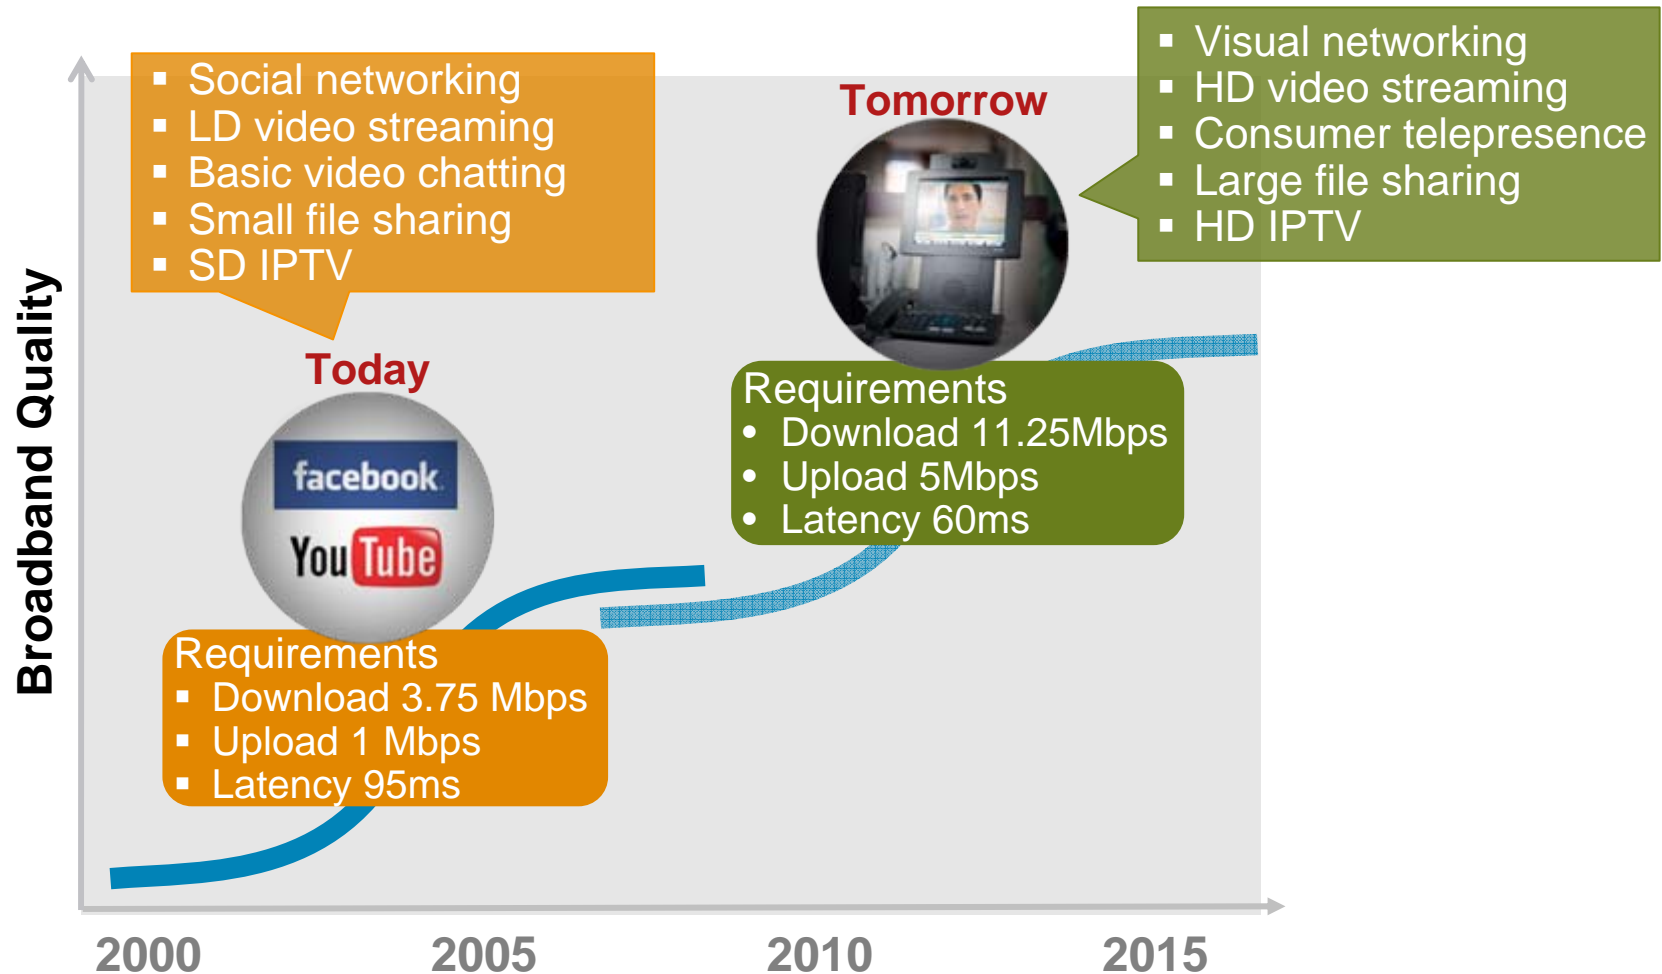 Broadband Quality
▪ Social networking
▪ LD video streaming
▪ Basic video chatting
▪ Small file sharing
▪ SD IPTV
Today
facebook
YouTube
Requirements
▪ Download 3.75 Mbps
▪ Upload 1 Mbps
▪ Latency 95ms
Tomorrow
▪ Visual networking
▪ HD video streaming
▪ Consumer telepresence
▪ Large file sharing
▪ HD IPTV
Requirements
• Download 11.25Mbps
• Upload 5Mbps
• Latency 60ms
2000 2005 2010 2015